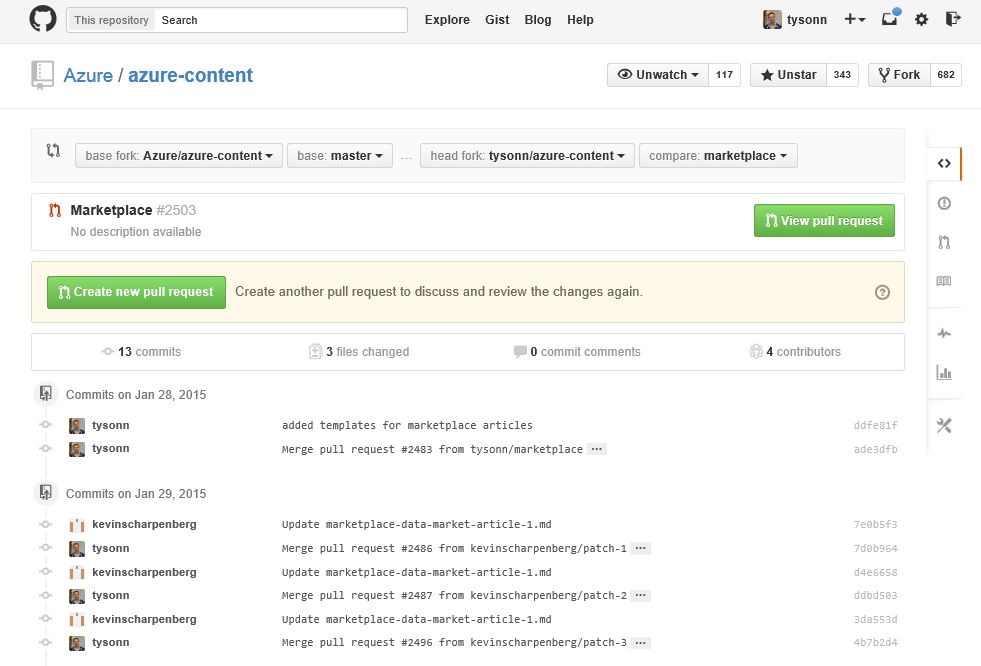 This repository Search Explore Gist Blog Help tysonn
Azure / azure-content Unwatch 117 Unstar 343 Fork 682
base fork: Azure/azure-content base: master ... head fork: tysonn/azure-content compare: marketplace
Marketplace #2503
No description available
View pull request
Create new pull request Create another pull request to discuss and review the changes again.
13 commits 3 files changed 0 commit comments 4 contributors
Commits on Jan 28, 2015
tysonn added templates for marketplace articles ddfe81f
tysonn Merge pull request #2483 from tysonn/marketplace ... ade3dfb
Commits on Jan 29, 2015
kevinscharpenberg Update marketplace-data-market-article-1.md 7e0b5f3
tysonn Merge pull request #2486 from kevinscharpenberg/patch-1 ... 7d0b964
kevinscharpenberg Update marketplace-data-market-article-1.md d4e6658
tysonn Merge pull request #2487 from kevinscharpenberg/patch-2 ... ddbd503
kevinscharpenberg Update marketplace-data-market-article-1.md 3da553d
tysonn Merge pull request #2496 from kevinscharpenberg/patch-3 ... 4b7b2d4